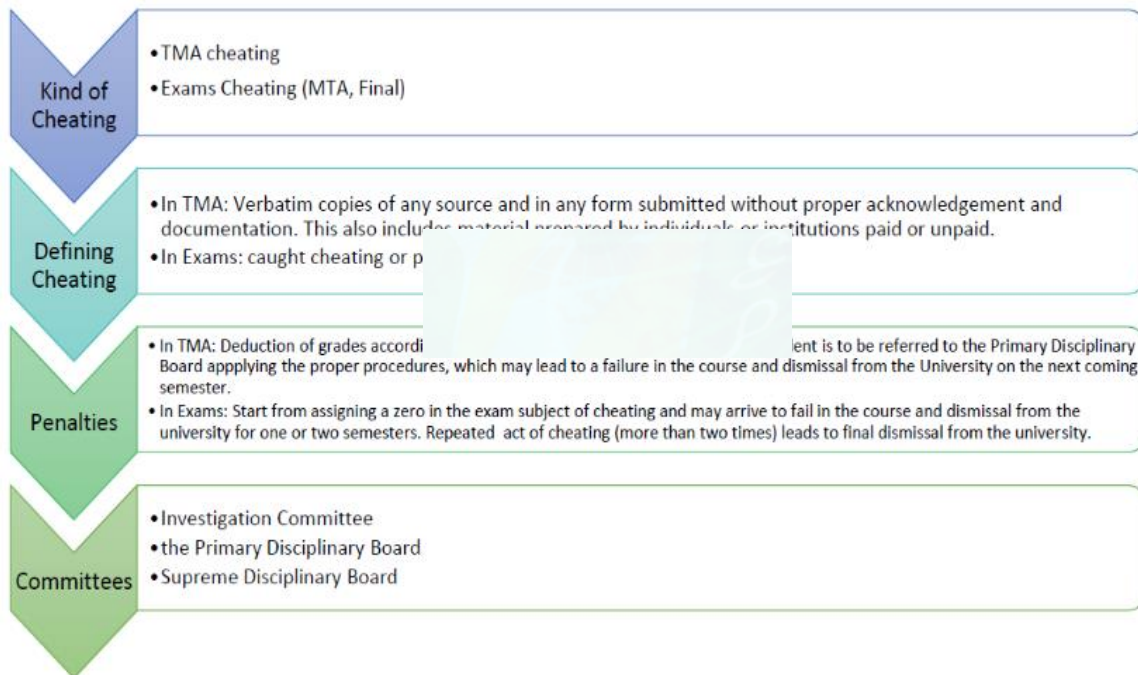 Kind of
Cheating
• TMA cheating
• Exams Cheating (MTA, Final)
Defining
Cheating
• In TMA: Verbatim copies of any source and in any form submitted without proper acknowledgement and
documentation. This also includes material prepared by individuals or institutions paid or unpaid.
• In Exams: caught cheating or
Penalties
• In TMA: Deduction of grades is to be referred to the Primary Disciplinary
Board appplying the proper procedures, which may lead to a failure in the course and dismissal from the University on the next coming
semester.
• In Exams: Start from assigning a zero in the exam subject of cheating and may arrive to fail in the course and dismissal from the
university for one or two semesters. Repeated act of cheating (more than two times) leads to final dismissal from the university.
Committees
• Investigation Committee
• the Primary Disciplinary Board
• Supreme Disciplinary Board